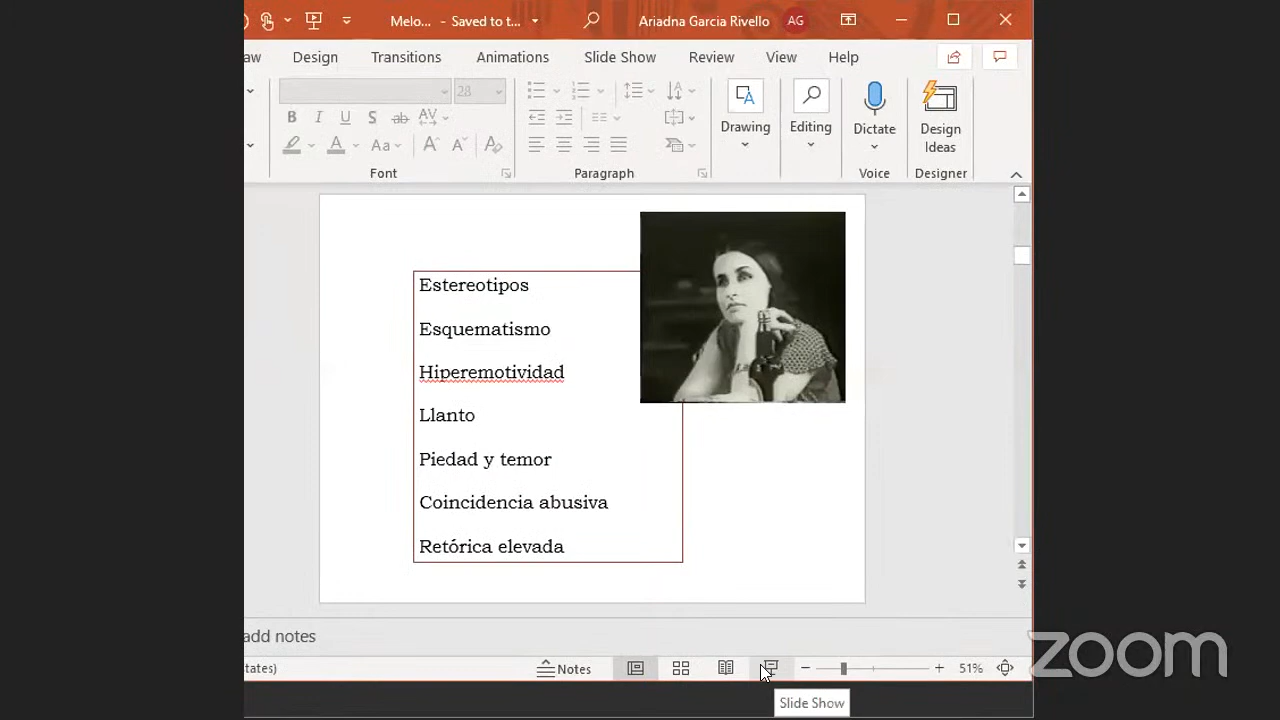 Melo... - Saved to t...
Ariadna Garcia Rivello
AG
aw
Design
Transitions
Animations
Slide Show
Review
View
Help
28
B I U S ab AV
A Aa A A A
Drawing
Editing
Dictate
Design
Ideas
Font
Paragraph
Voice
Designer
Estereotipos
Esquematismo
Hiperemotividad
Llanto
Piedad y temor
Coincidencia abusiva
Retórica elevada
add notes
tates)
Notes
51%
Slide Show
zoom